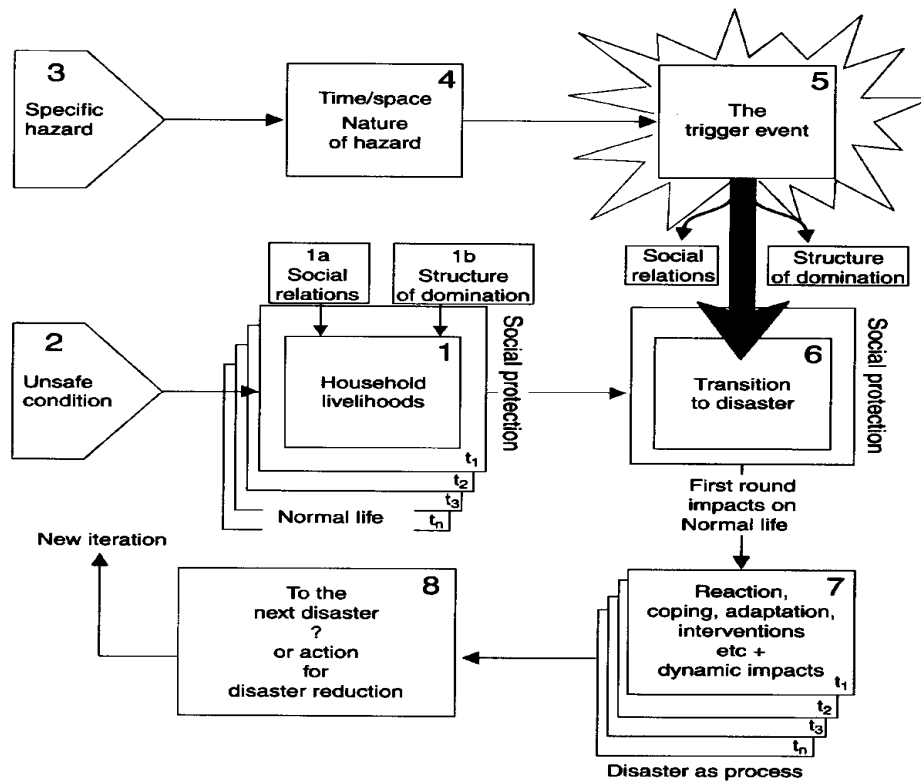 3
Specific
hazard
4
Time/space
Nature
of hazard
5
The
trigger event
Social
relations
Structure
of domination
1a
Social
relations
1b
Structure
of domination
2
Unsafe
condition
1
Household
livelihoods
t1
t2
t3
tn
Normal life
Social protection
6
Transition
to disaster
Social protection
First round
impacts on
Normal life
7
Reaction,
coping, adaptation,
interventions
etc +
dynamic impacts
t1
t2
t3
tn
Disaster as process
8
To the
next disaster
?
or action
for
disaster reduction
New iteration